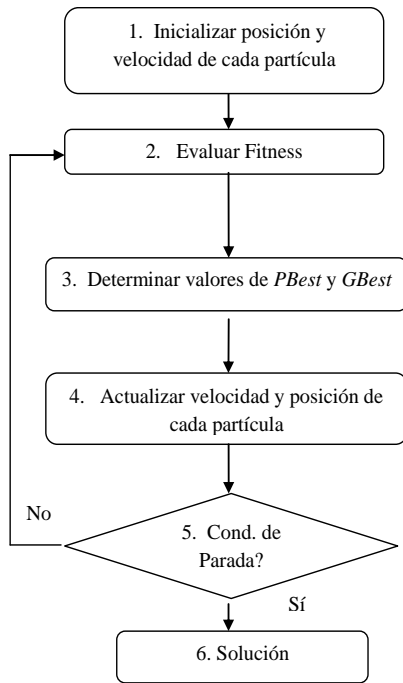 1. Inicializar posición y
velocidad de cada partícula
2. Evaluar Fitness
3. Determinar valores de PBest y GBest
4. Actualizar velocidad y posición de
cada partícula
No
5. Cond. de
Parada?
Sí
6. Solución